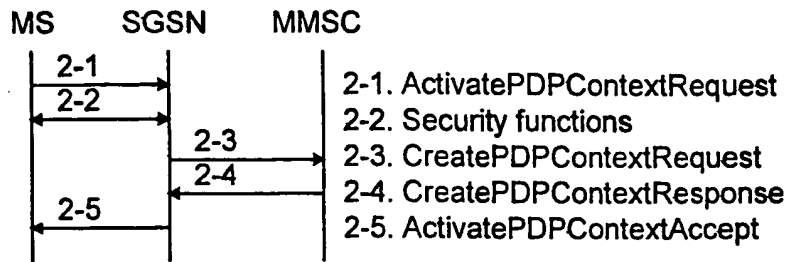 MS SGSN MMSC
2-1
2-2
2-3
2-4
2-5
2-1. ActivatePDPContextRequest
2-2. Security functions
2-3. CreatePDPContextRequest
2-4. CreatePDPContextResponse
2-5. ActivatePDPContextAccept